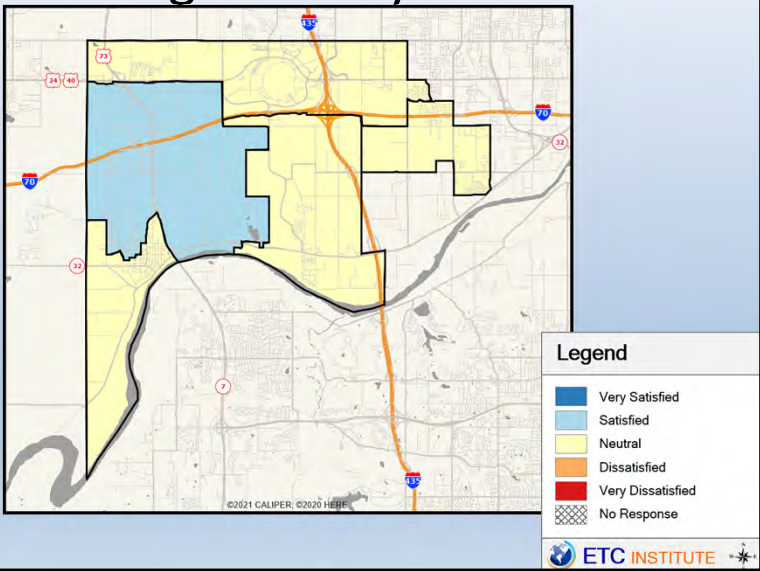 435
73
24 40
70
32
70
32
7
435
©2021 CALIPER; ©2020 HERE
Legend
Very Satisfied
Satisfied
Neutral
Dissatisfied
Very Dissatisfied
No Response
ETC INSTITUTE